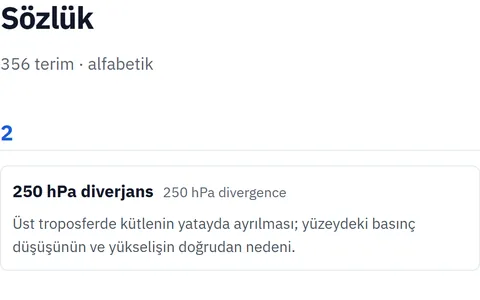 Sözlük
356 terim · alfabetik
2
250 hPa diverjans 250 hPa divergence
Üst troposferde kütlenin yatayda ayrılması; yüzeydeki basınç
düşüşünün ve yükselişin doğrudan nedeni.